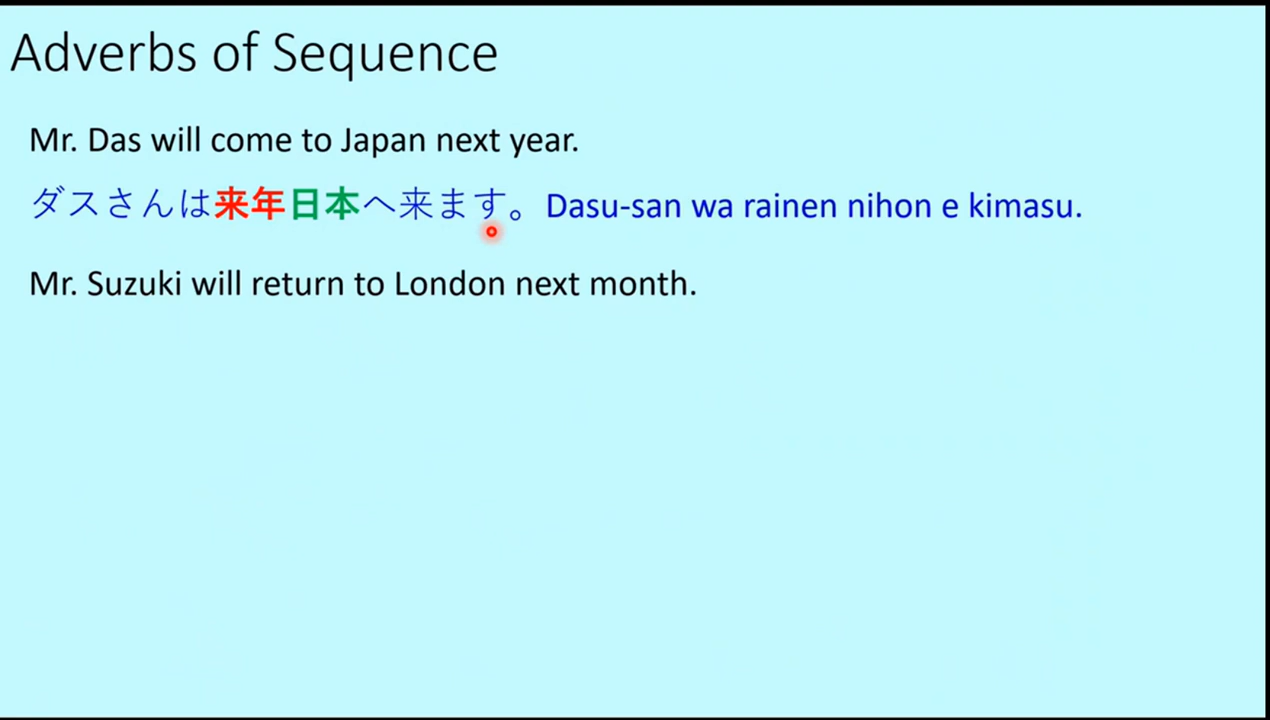 Adverbs of Sequence
Mr. Das will come to Japan next year.
ダスさんは来年日本へ来ます。 Dasu-san wa rainen nihon e kimasu.
Mr. Suzuki will return to London next month.